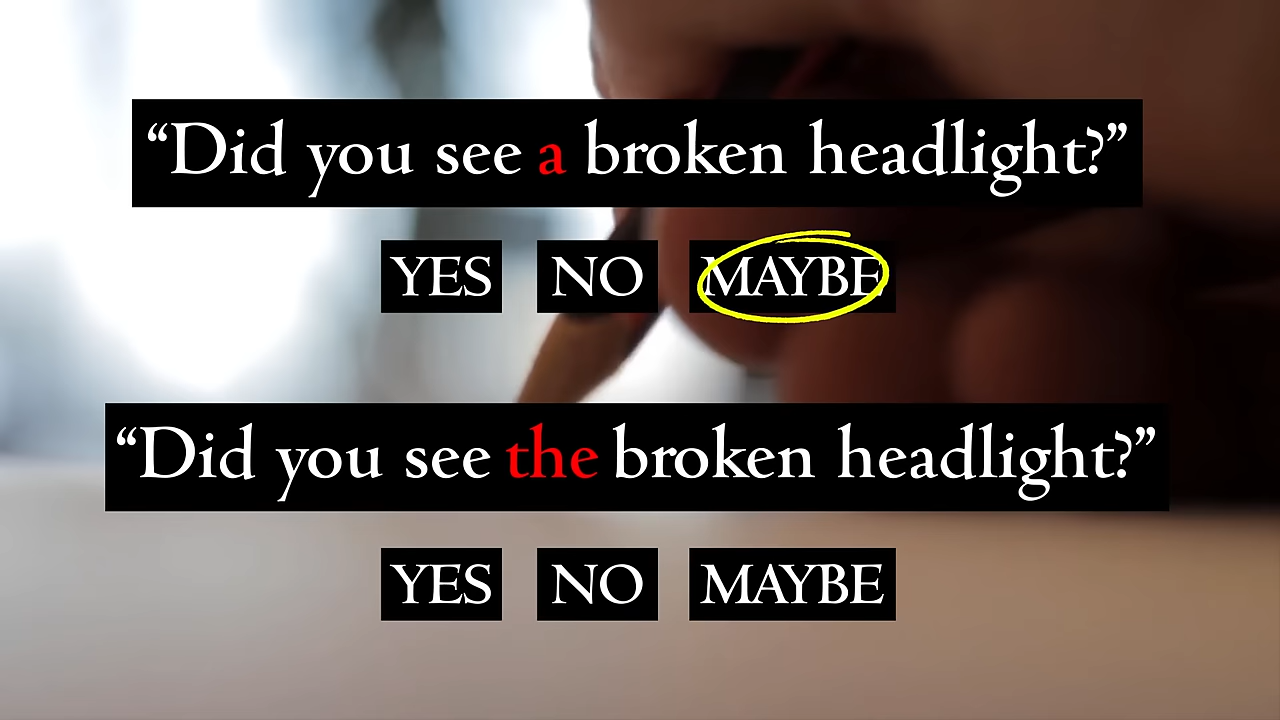 “Did you see a broken headlight?”
YES NO MAYBE
“Did you see the broken headlight?”
YES NO MAYBE